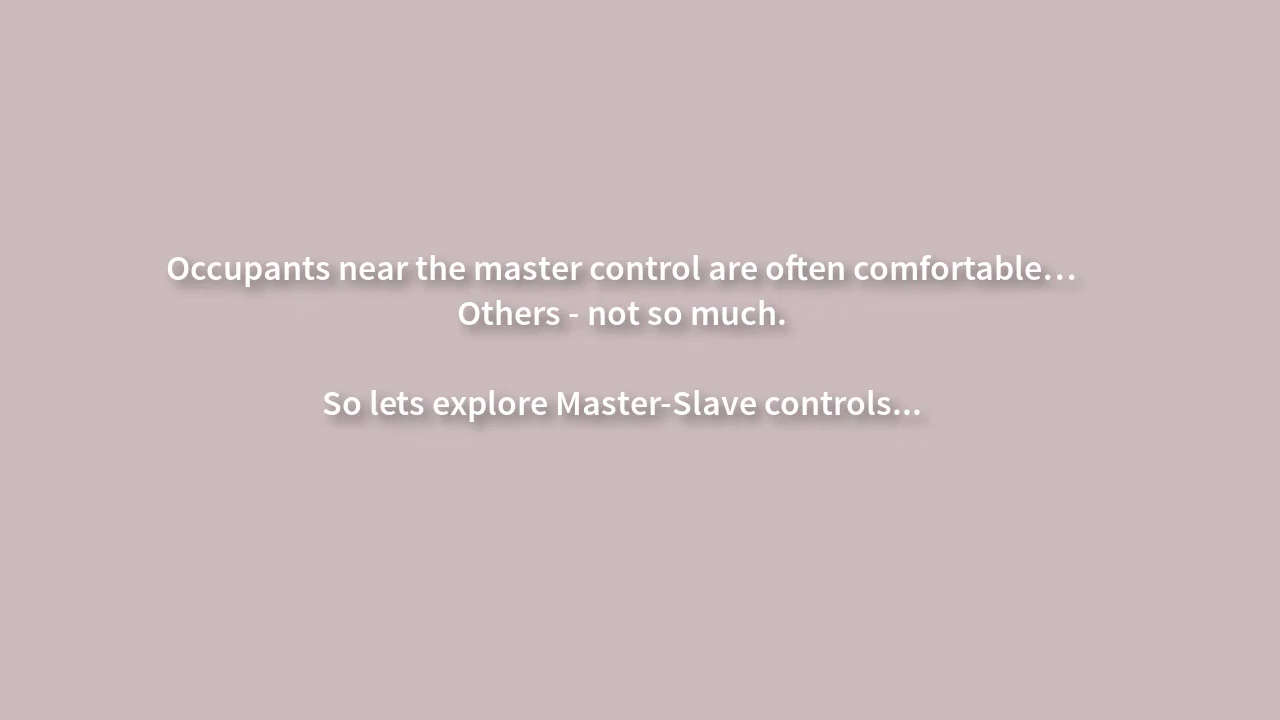 Occupants near the master control are often comfortable…
Others - not so much.
So lets explore Master-Slave controls...